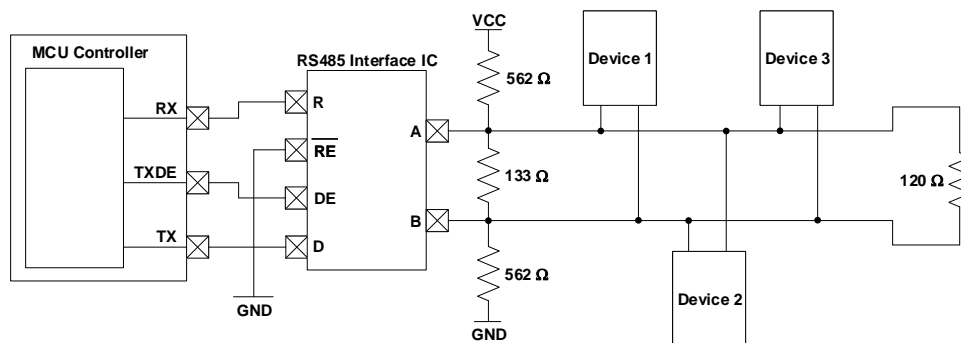 MCU Controller
RX
TXDE
TX
RS485 Interface IC
R
RE
DE
D
A
B
GND
VCC
562 Ω
133 Ω
562 Ω
GND
Device 1
Device 3
Device 2
120 Ω